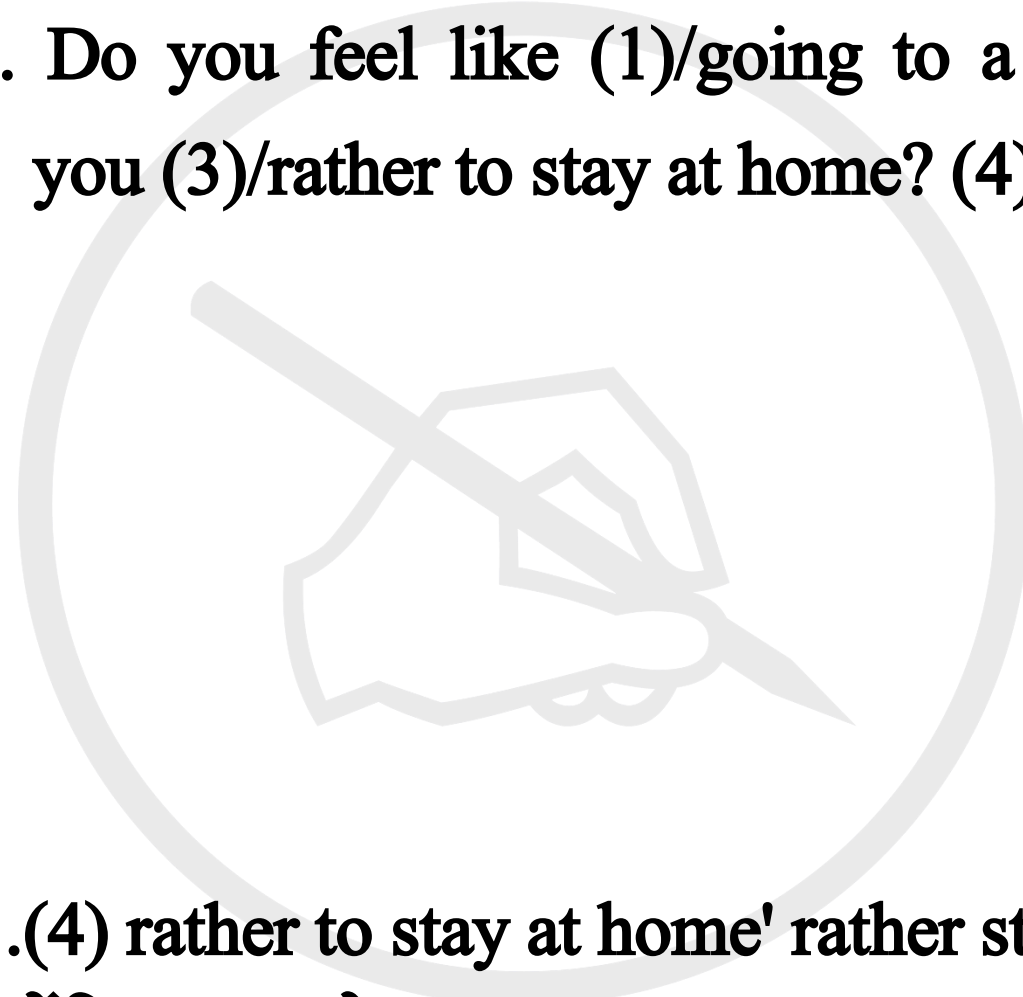 . Do you feel like (1)/going to a
you (3)/rather to stay at home? (4)
.(4) rather to stay at home' rather st